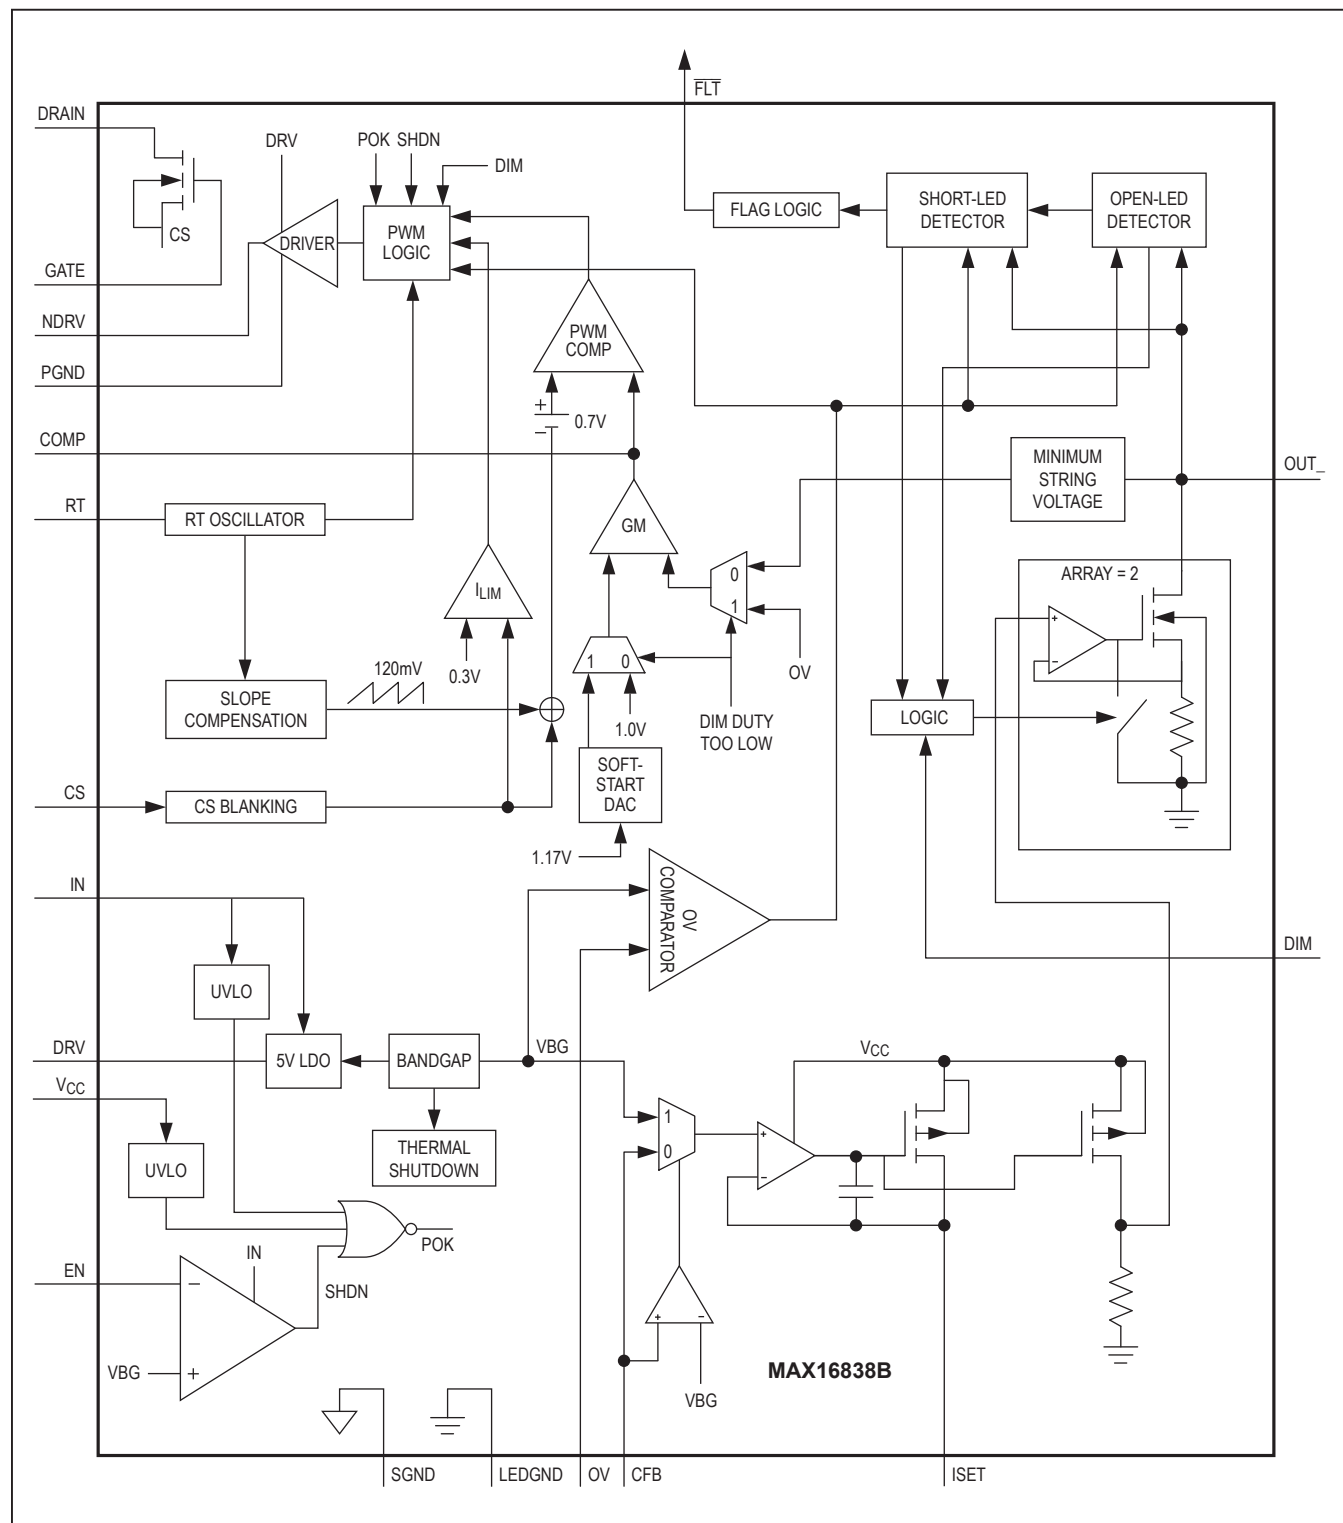 FLT
DRAIN
DRV
POK SHDN
DIM
CS
DRIVER
PWM
LOGIC
FLAG LOGIC
SHORT-LED
DETECTOR
OPEN-LED
DETECTOR
GATE
NDRV
PGND
COMP
RT
PWM
COMP
+
−
0.7V
RT OSCILLATOR
GM
MINIMUM
STRING
VOLTAGE
OUT_
ILIM
0
1
ARRAY = 2
+
−
0.3V
1 0
OV
120mV
SLOPE
COMPENSATION
1.0V
DIM DUTY
TOO LOW
LOGIC
SOFT-
START
DAC
CS
CS BLANKING
1.17V
OV
COMPARATOR
IN
UVLO
DIM
DRV
5V LDO
BANDGAP
VBG
VCC
VCC
UVLO
THERMAL
SHUTDOWN
1
0
+
−
POK
EN
IN
−
+
SHDN
VBG
+ −
VBG
MAX16838B
SGND
LEDGND
OV
CFB
ISET